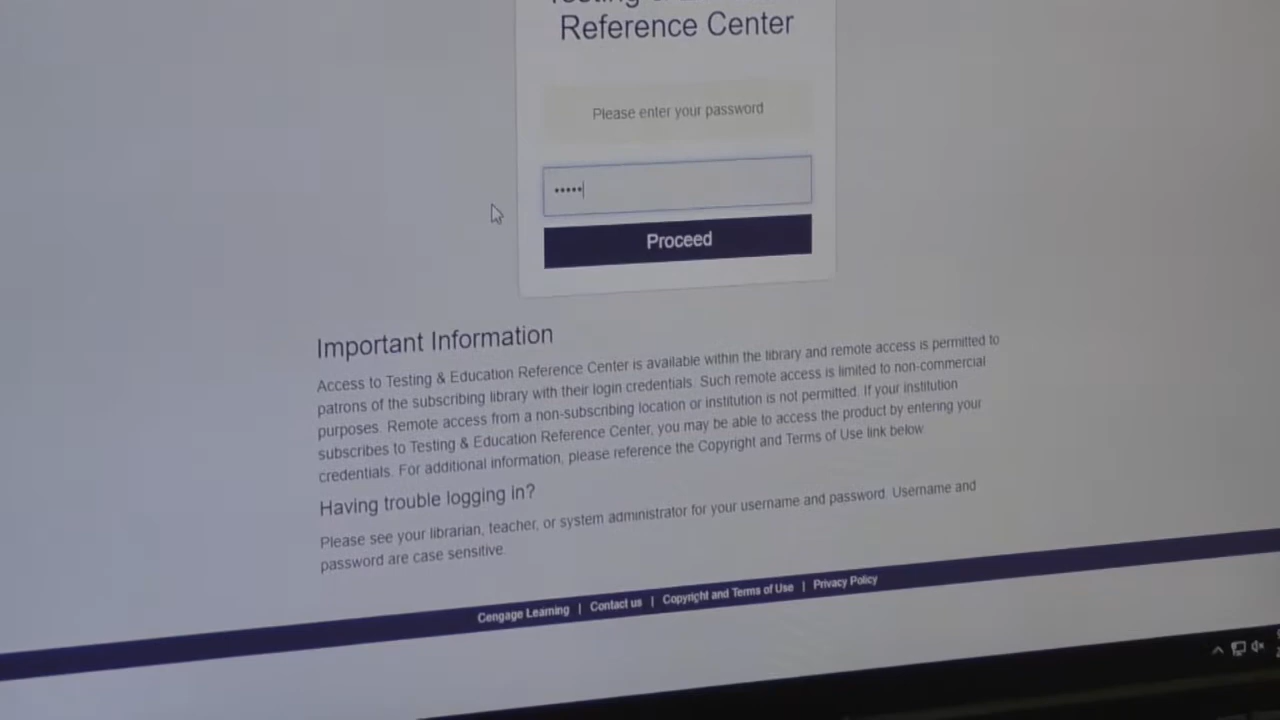 Reference Center
Please enter your password
•••••
Proceed
Important Information
Access to Testing & Education Reference Center is available within the library and remote access is permitted to
patrons of the subscribing library with their login credentials. Such remote access is limited to non-commercial
purposes. Remote access from a non-subscribing location or institution is not permitted. If your institution
subscribes to Testing & Education Reference Center, you may be able to access the product by entering your
credentials. For additional information, please reference the Copyright and Terms of Use link below.
Having trouble logging in?
Please see your librarian, teacher, or system administrator for your username and password. Username and
password are case sensitive.
Cengage Learning | Contact us | Copyright and Terms of Use | Privacy Policy